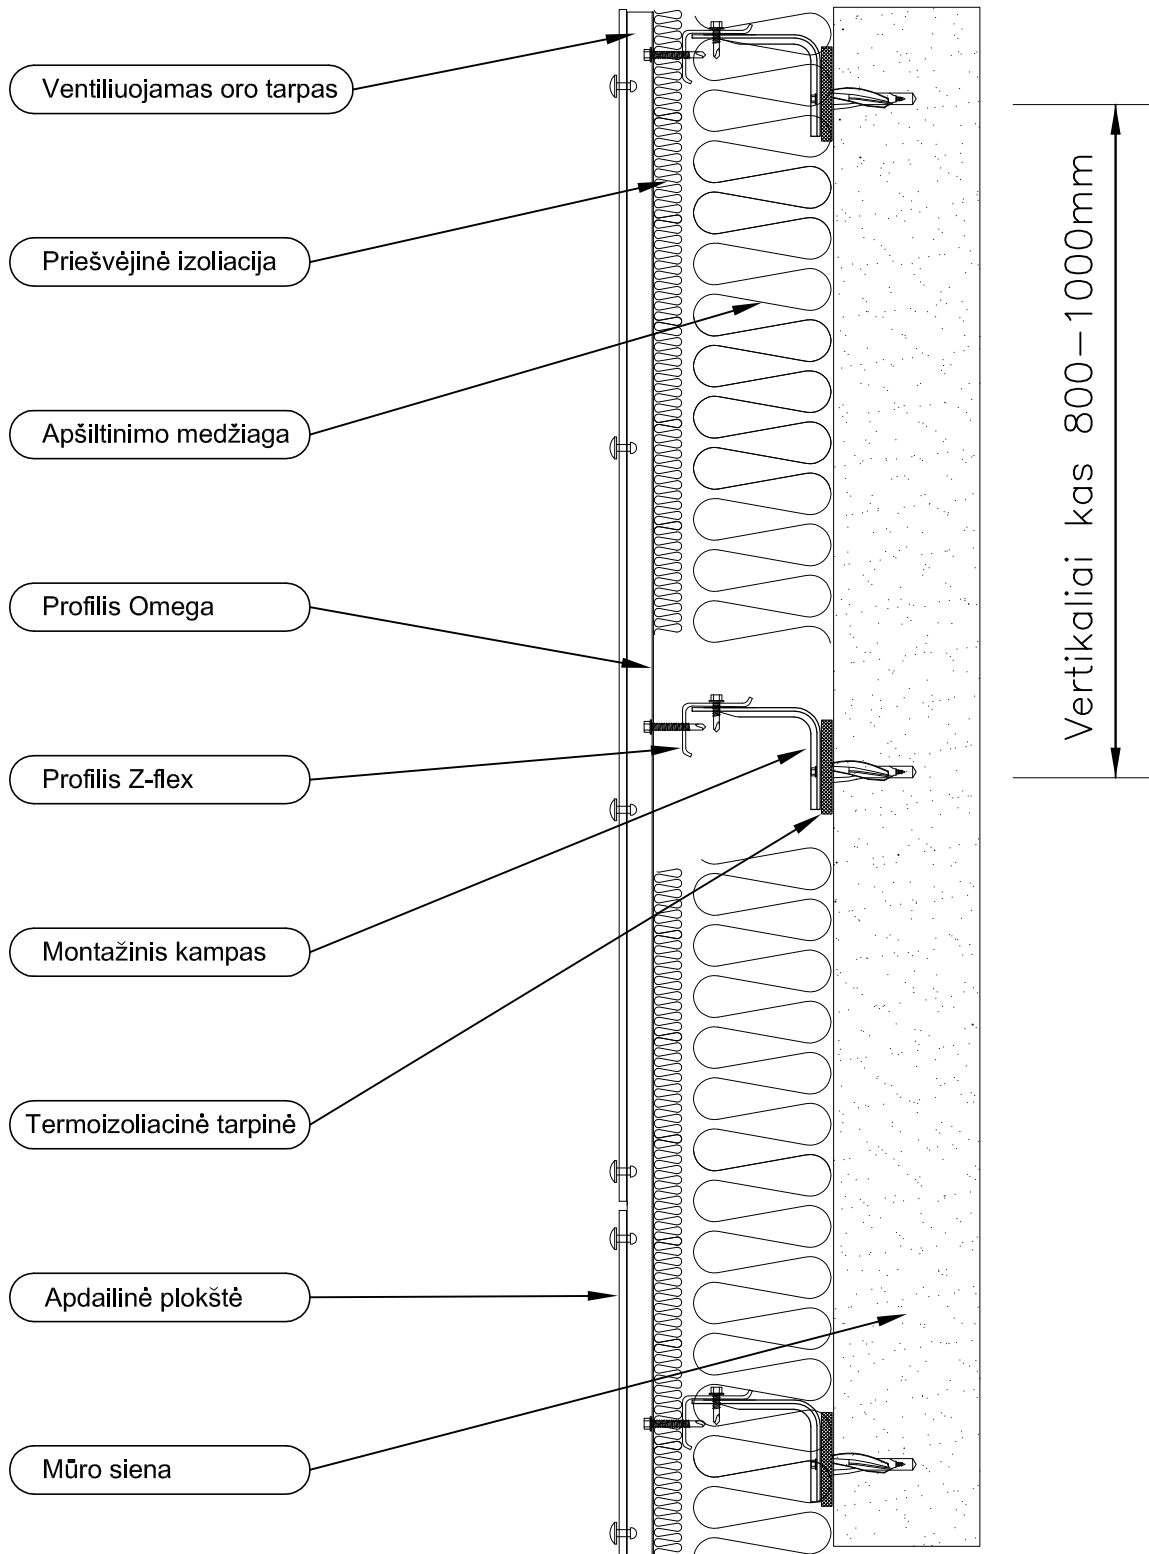 Ventiliuojamas oro tarpas
Priešvėjinė izoliacija
Apšiltinimo medžiaga
Profilis Omega
Profilis Z-flex
Montažinis kampas
Termoizoliacinė tarpinė
Apdailinė plokštė
Mūro siena
Vertikaliai kas 800-1000mm